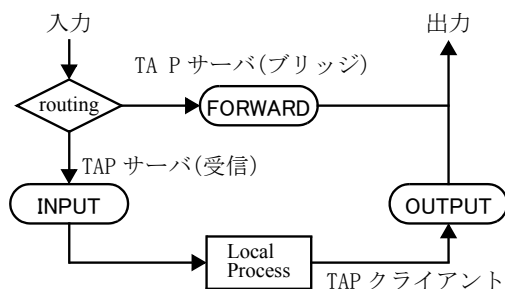 入力
出力
TA P サーバ(ブリッジ)
routing
FORWARD
TAP サーバ(受信)
INPUT
OUTPUT
Local
Process
TAP クライアント